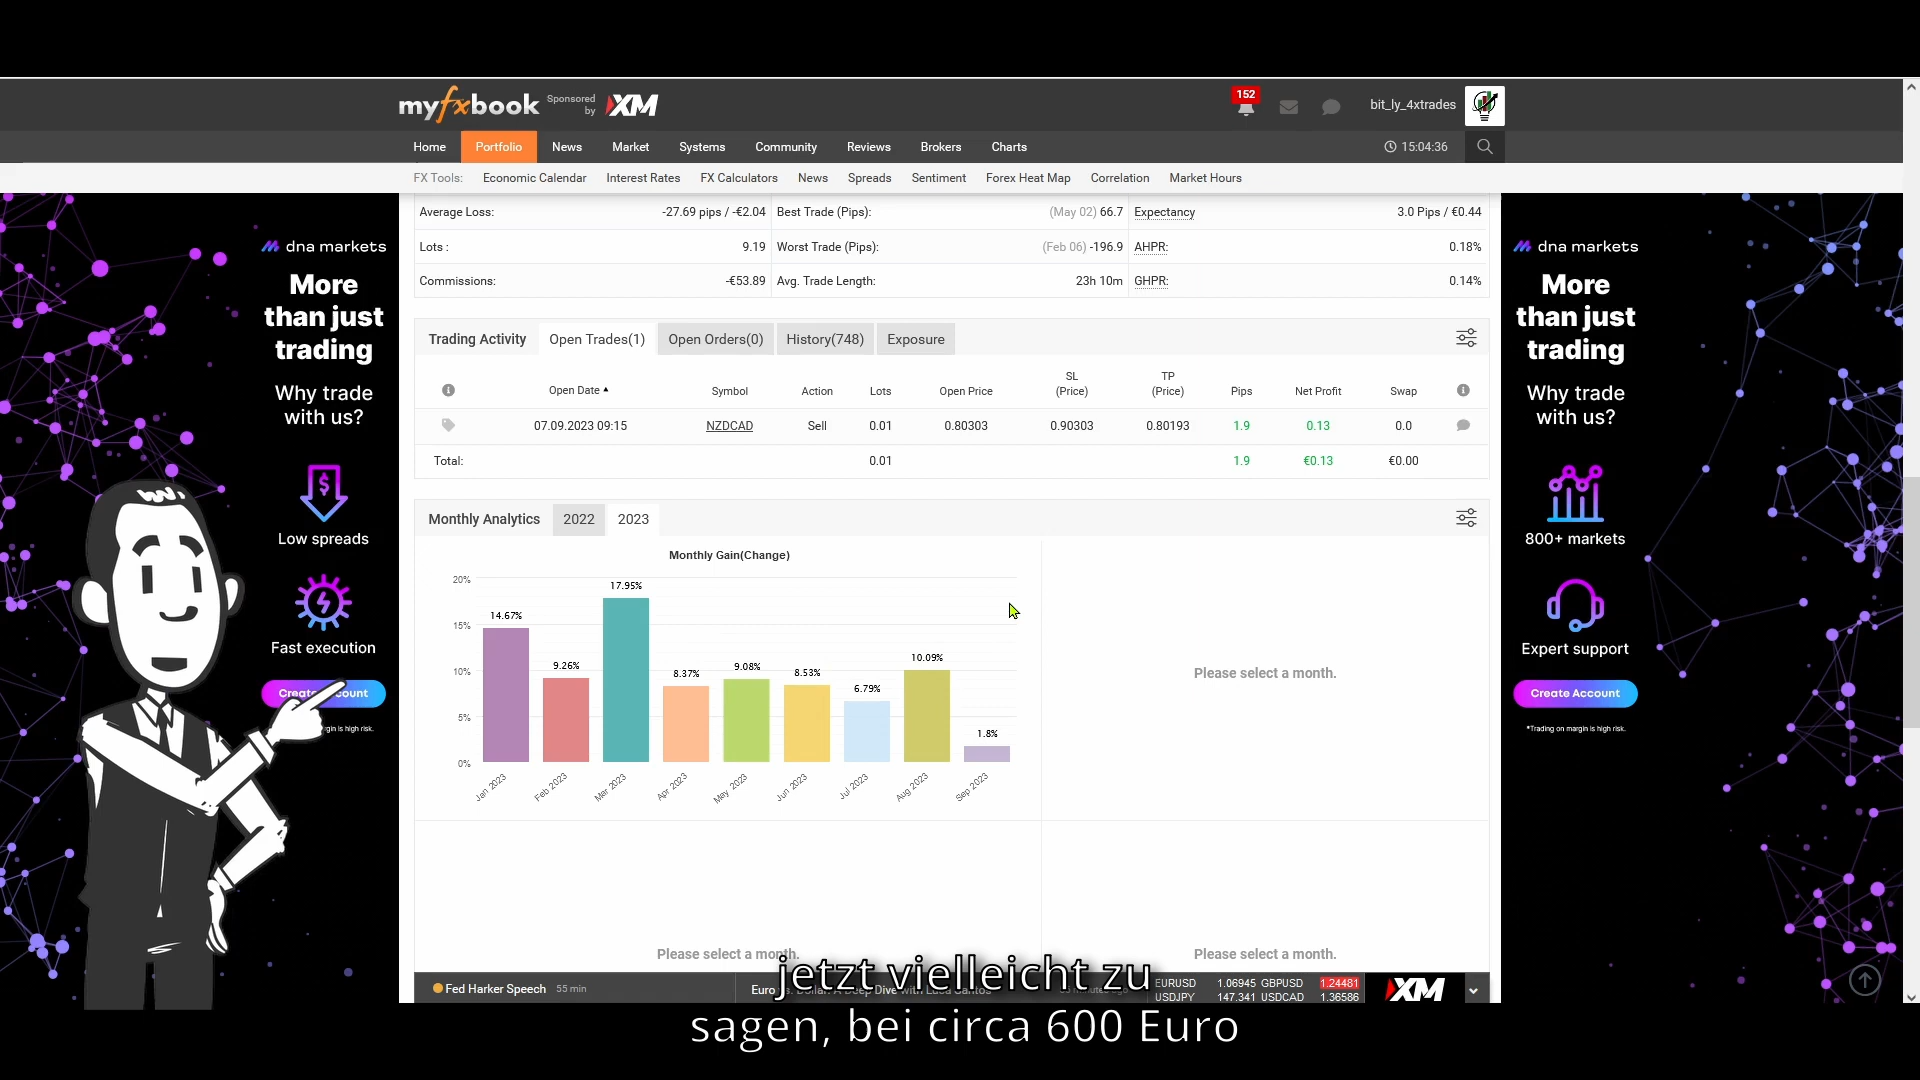 myfxbook Sponsored by XM
152
bit_ly_4xtrades
Home Portfolio News Market Systems Community Reviews Brokers Charts 15:04:36
FX Tools: Economic Calendar Interest Rates FX Calculators News Spreads Sentiment Forex Heat Map Correlation Market Hours
Average Loss: -27.69 pips / -€2.04 Best Trade (Pips): (May 02) 66.7 Expectancy 3.0 Pips / €0.44
Lots : 9.19 Worst Trade (Pips): (Feb 06) -196.9 AHPR: 0.18%
Commissions: -€53.89 Avg. Trade Length: 23h 10m GHPR: 0.14%
Trading Activity Open Trades(1) Open Orders(0) History(748) Exposure
Open Date Symbol Action Lots Open Price SL (Price) TP (Price) Pips Net Profit Swap
07.09.2023 09:15 NZDCAD Sell 0.01 0.80303 0.90303 0.80193 1.9 0.13 0.0
Total: 0.01 1.9 €0.13 €0.00
Monthly Analytics 2022 2023
Monthly Gain(Change)
20%
15%
10%
5%
0%
14.67% 9.26% 17.95% 8.37% 9.08% 8.53% 6.79% 10.09% 1.8%
Jan 2023 Feb 2023 Mar 2023 Apr 2023 May 2023 Jun 2023 Jul 2023 Aug 2023 Sep 2023
Please select a month.
Please select a month.
Please select a month.
Fed Harker Speech 55 min
EURUSD 1.06945 GBPUSD 1.24481
USDJPY 147.341 USDCAD 1.36586
XM
dna markets
More
than just
trading
Why trade
with us?
Low spreads
Fast execution
dna markets
More
than just
trading
Why trade
with us?
800+ markets
Expert support
Create Account
*Trading on margin is high risk.
jetzt vielleicht zu
sagen, bei circa 600 Euro